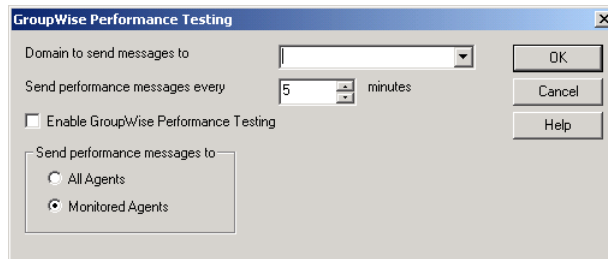 GroupWise Performance Testing
Domain to send messages to
OK
Send performance messages every 5 minutes
Cancel
Enable GroupWise Performance Testing
Help
Send performance messages to
All Agents
Monitored Agents